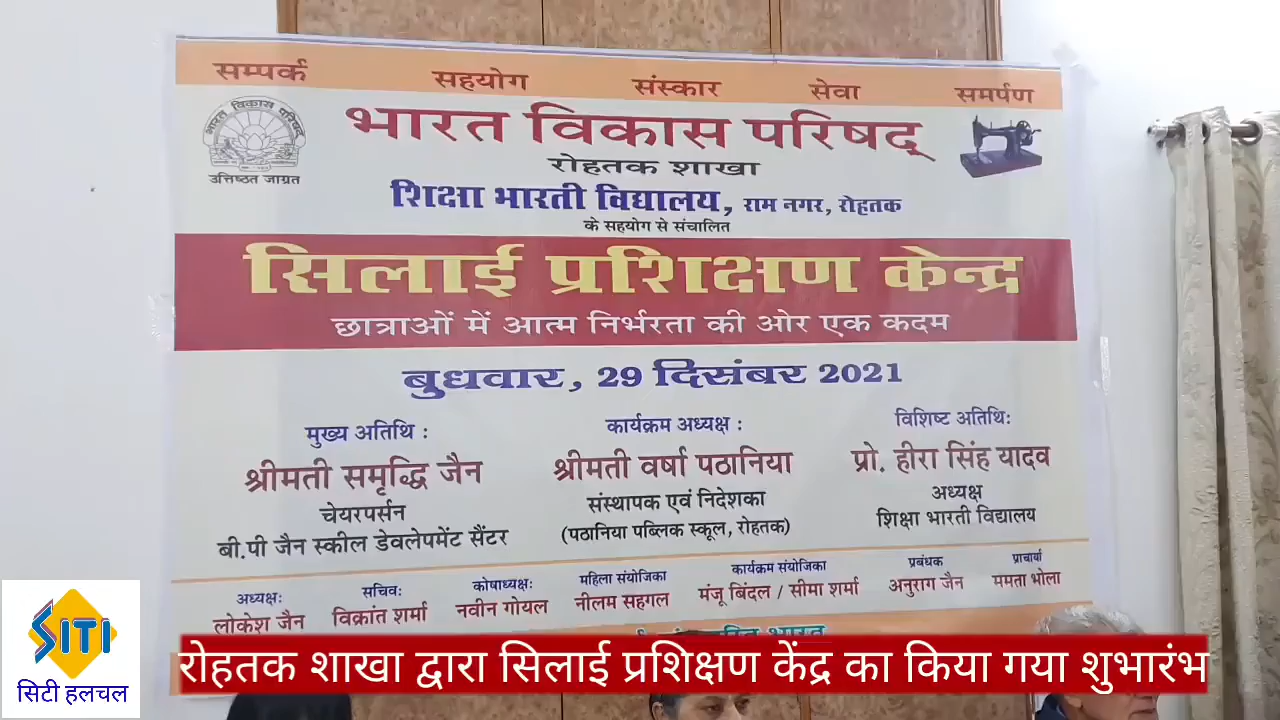 सम्पर्क सहयोग संस्कार सेवा समर्पण
भारत विकास परिषद्
भारत विकास परिषद्
उत्तिष्ठत जाग्रत
रोहतक शाखा
शिक्षा भारती विद्यालय, राम नगर, रोहतक
के सहयोग से संचालित
सिलाई प्रशिक्षण केन्द्र
छात्राओं में आत्म निर्भरता की ओर एक कदम
बुधवार, 29 दिसंबर 2021
मुख्य अतिथि :
श्रीमती समृद्धि जैन
चेयरपर्सन
बी.पी जैन स्कील डेवलेपमेंट सैंटर
कार्यक्रम अध्यक्ष :
श्रीमती वर्षा पठानिया
संस्थापक एवं निदेशका
(पठानिया पब्लिक स्कूल, रोहतक)
विशिष्ट अतिथिः
प्रो. हीरा सिंह यादव
अध्यक्ष
शिक्षा भारती विद्यालय
अध्यक्षः
लोकेश जैन
सचिवः
विक्रांत शर्मा
कोषाध्यक्षः
नवीन गोयल
महिला संयोजिका
नीलम सहगल
कार्यक्रम संयोजिका
मंजू बिंदल / सीमा शर्मा
प्रबंधक
अनुराग जैन
प्राचार्या
ममता भोला
भारत
SITI
सिटी हलचल
रोहतक शाखा द्वारा सिलाई प्रशिक्षण केंद्र का किया गया शुभारंभ